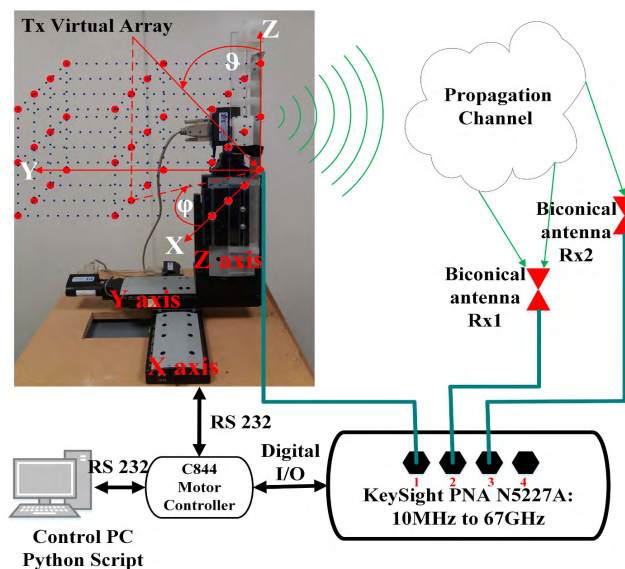 Tx Virtual Array
Z
ϑ
Y
φ
X
Z axis
Y axis
X axis
Propagation
Channel
Biconical
antenna
Rx2
Biconical
antenna
Rx1
RS 232
RS 232
Digital
I/O
C844
Motor
Controller
Control PC
Python Script
1
2
3
4
KeySight PNA N5227A:
10MHz to 67GHz